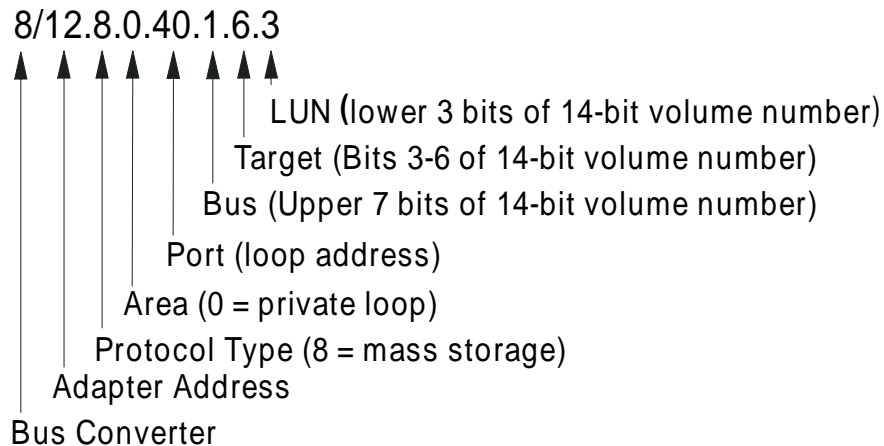 8/12.8.0.40.1.6.3
LUN (lower 3 bits of 14-bit volume number)
Target (Bits 3-6 of 14-bit volume number)
Bus (Upper 7 bits of 14-bit volume number)
Port (loop address)
Area (0 = private loop)
Protocol Type (8 = mass storage)
Adapter Address
Bus Converter